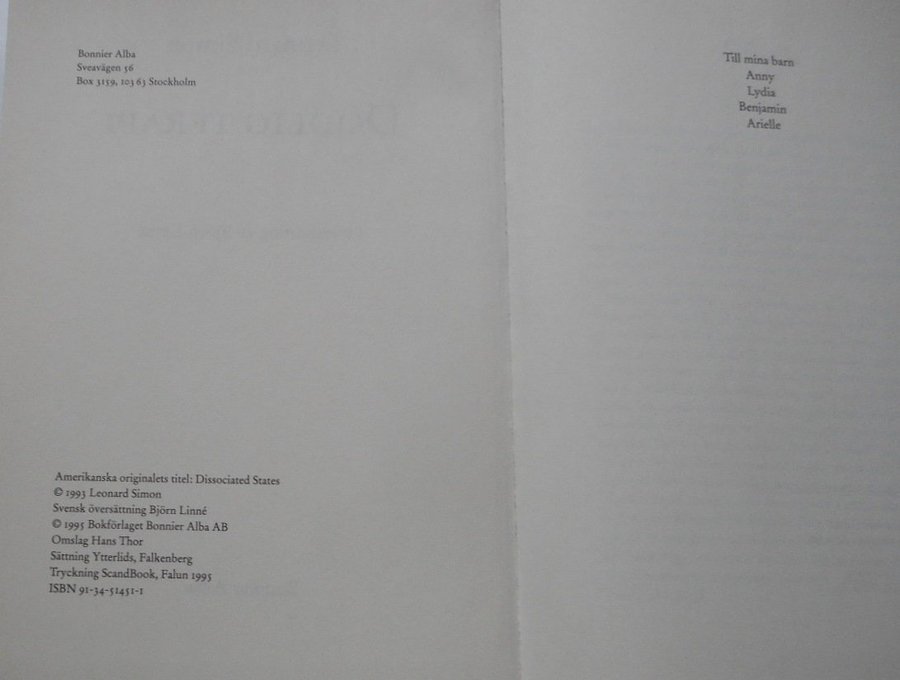 Bonnier Alba
Sveavägen 56
Box 3159, 103 63 Stockholm
Amerikanska originalets titel: Dissociated States
© 1993 Leonard Simon
Svensk översättning Björn Linné
© 1995 Bokförlaget Bonnier Alba AB
Omslag Hans Thor
Sättning Ytterlids, Falkenberg
Tryckning ScandBook, Falun 1995
ISBN 91-34-51451-1
Till mina barn
Anny
Lydia
Benjamin
Arielle